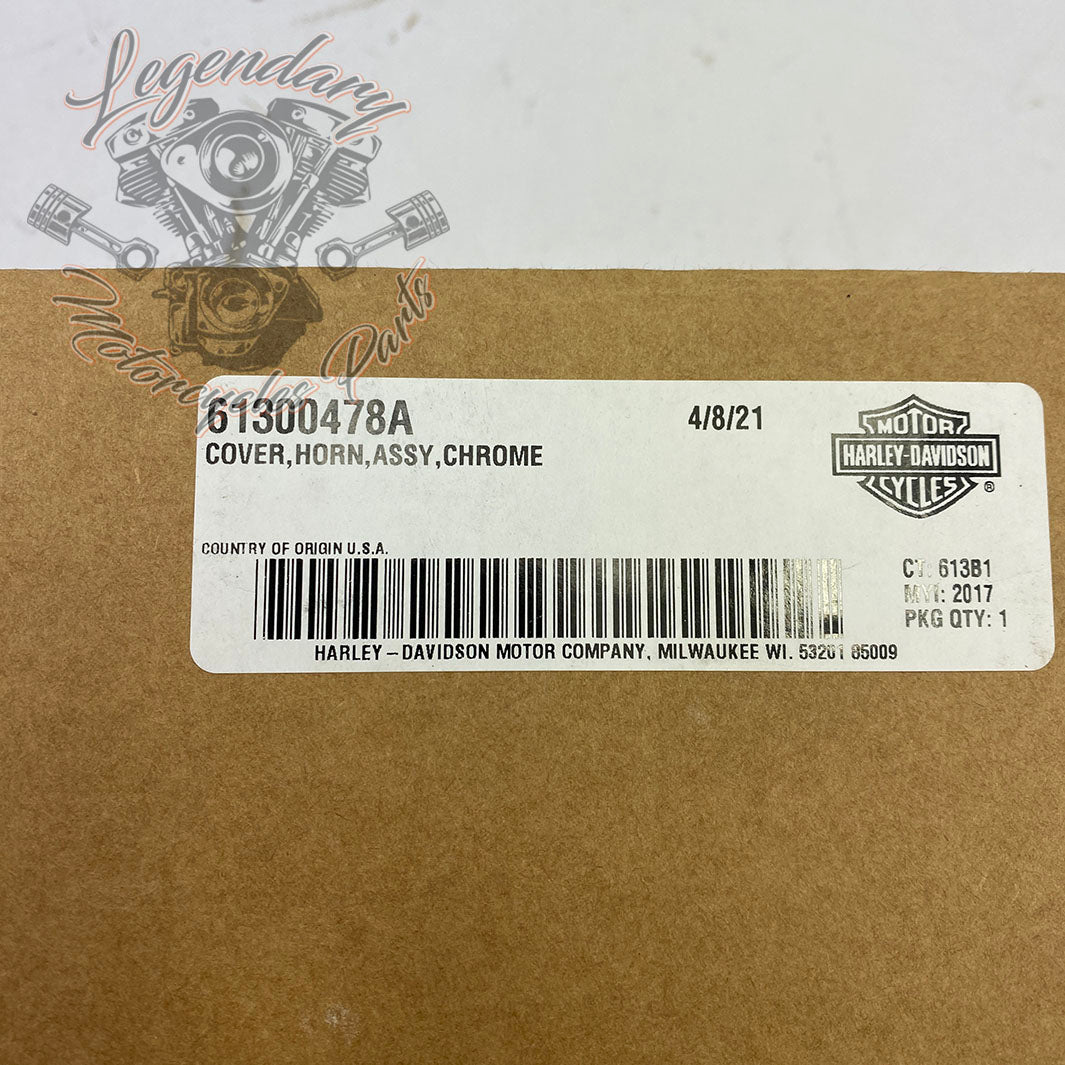 Legendary
Motorcycles Parts
61300478A
4/8/21
COVER,HORN,ASSY,CHROME
MOTOR
HARLEY-DAVIDSON
CYCLES
®
COUNTRY OF ORIGIN U.S.A.
CT: 613B1
MYI: 2017
PKG QTY: 1
HARLEY-DAVIDSON MOTOR COMPANY, MILWAUKEE WI. 53201 85009